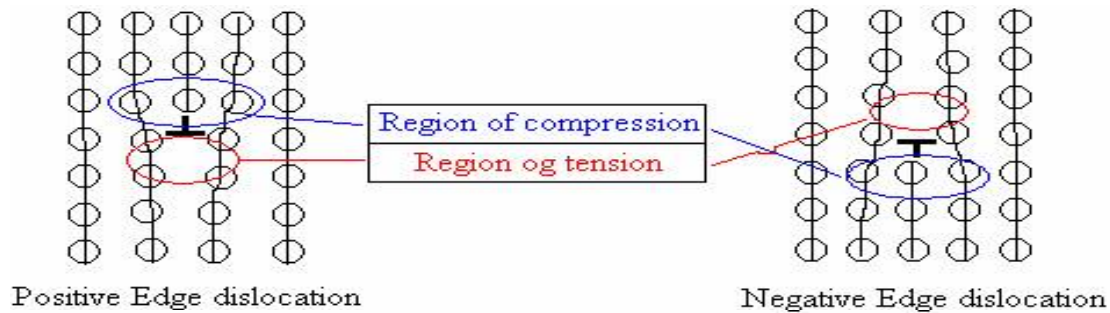 Region of compression
Region og tension
Positive Edge dislocation
Negative Edge dislocation